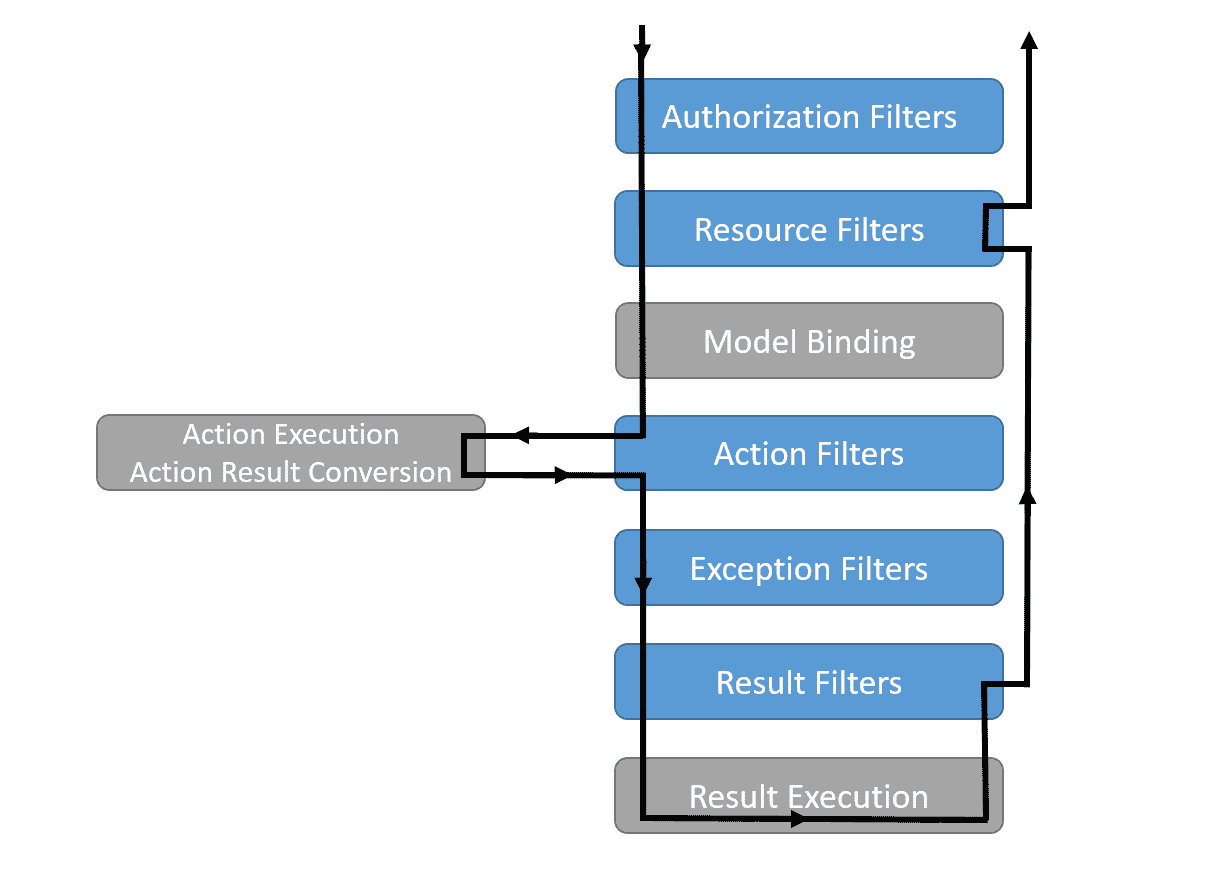 Authorization Filters
Resource Filters
Model Binding
Action Execution
Action Result Conversion
Action Filters
Exception Filters
Result Filters
Result Execution